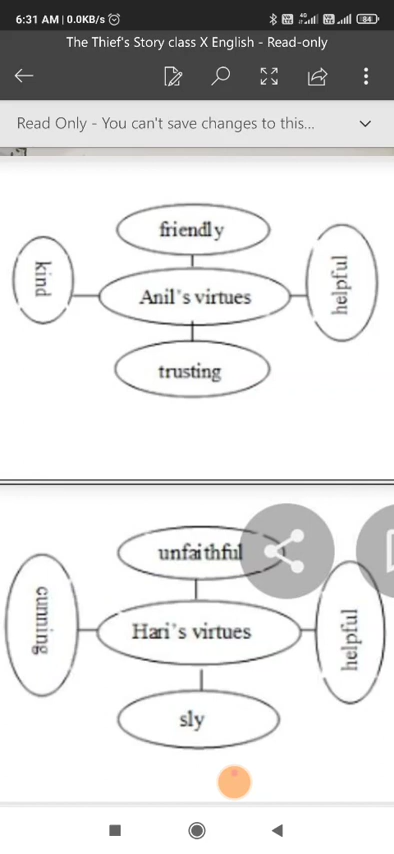 6:31 AM | 0.0KB/s
84
The Thief's Story class X English - Read-only
Read Only - You can't save changes to this...
friendly
kind
Anil's virtues
helpful
trusting
unfaithful
cunning
Hari's virtues
helpful
sly